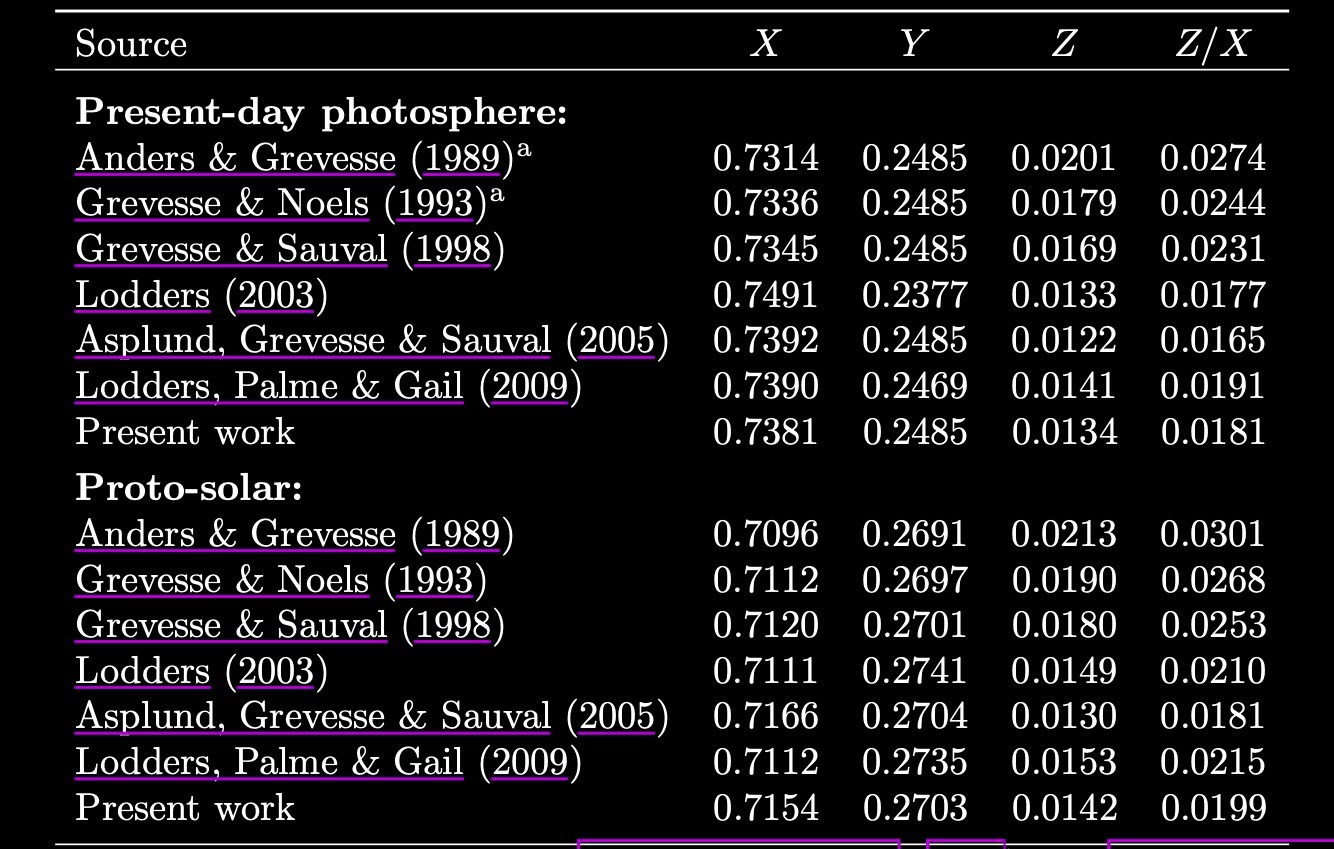 Source X Y Z Z/X
Present-day photosphere:
Anders & Grevesse (1989)ᵃ 0.7314 0.2485 0.0201 0.0274
Grevesse & Noels (1993)ᵃ 0.7336 0.2485 0.0179 0.0244
Grevesse & Sauval (1998) 0.7345 0.2485 0.0169 0.0231
Lodders (2003) 0.7491 0.2377 0.0133 0.0177
Asplund, Grevesse & Sauval (2005) 0.7392 0.2485 0.0122 0.0165
Lodders, Palme & Gail (2009) 0.7390 0.2469 0.0141 0.0191
Present work 0.7381 0.2485 0.0134 0.0181
Proto-solar:
Anders & Grevesse (1989) 0.7096 0.2691 0.0213 0.0301
Grevesse & Noels (1993) 0.7112 0.2697 0.0190 0.0268
Grevesse & Sauval (1998) 0.7120 0.2701 0.0180 0.0253
Lodders (2003) 0.7111 0.2741 0.0149 0.0210
Asplund, Grevesse & Sauval (2005) 0.7166 0.2704 0.0130 0.0181
Lodders, Palme & Gail (2009) 0.7112 0.2735 0.0153 0.0215
Present work 0.7154 0.2703 0.0142 0.0199